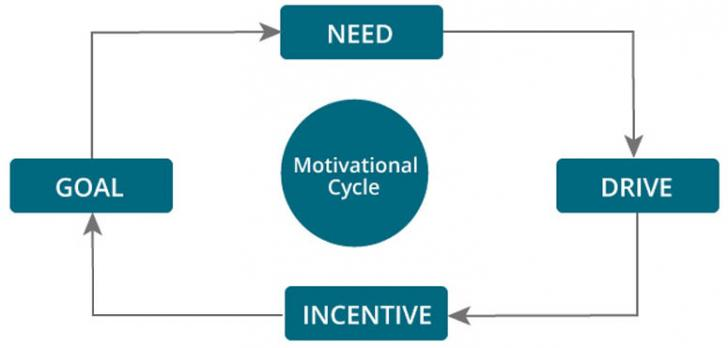 NEED
Motivational
Cycle
GOAL
DRIVE
INCENTIVE